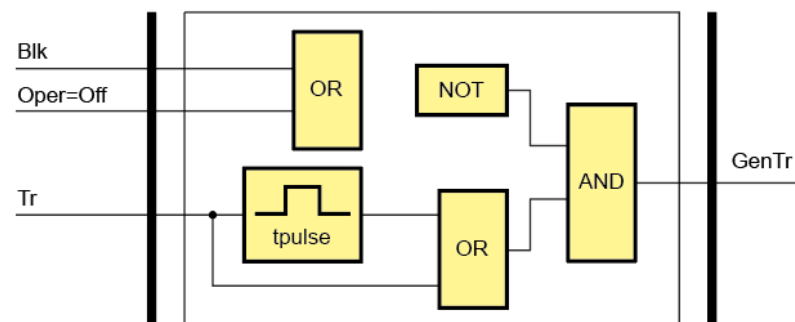 Blk
Oper=Off
OR
NOT
AND
GenTr
Tr
tpulse
OR